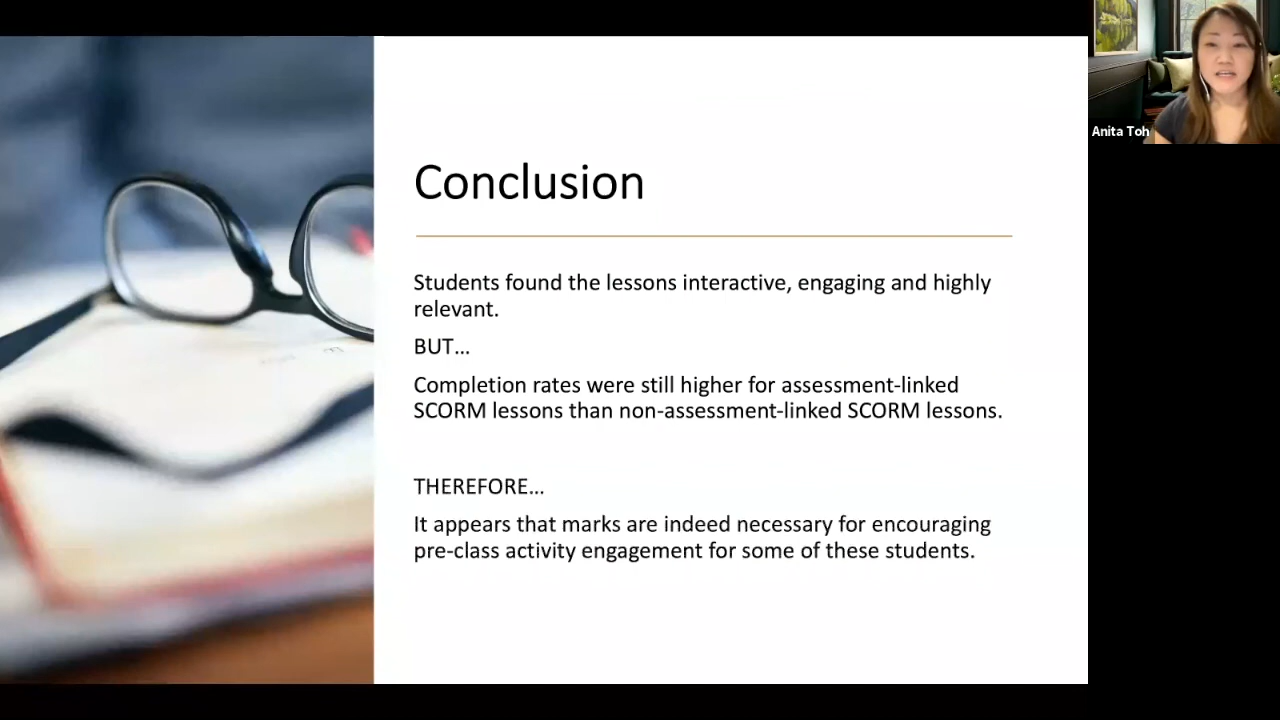 Conclusion
Students found the lessons interactive, engaging and highly
relevant.
BUT...
Completion rates were still higher for assessment-linked
SCORM lessons than non-assessment-linked SCORM lessons.
THEREFORE...
It appears that marks are indeed necessary for encouraging
pre-class activity engagement for some of these students.
Anita Toh